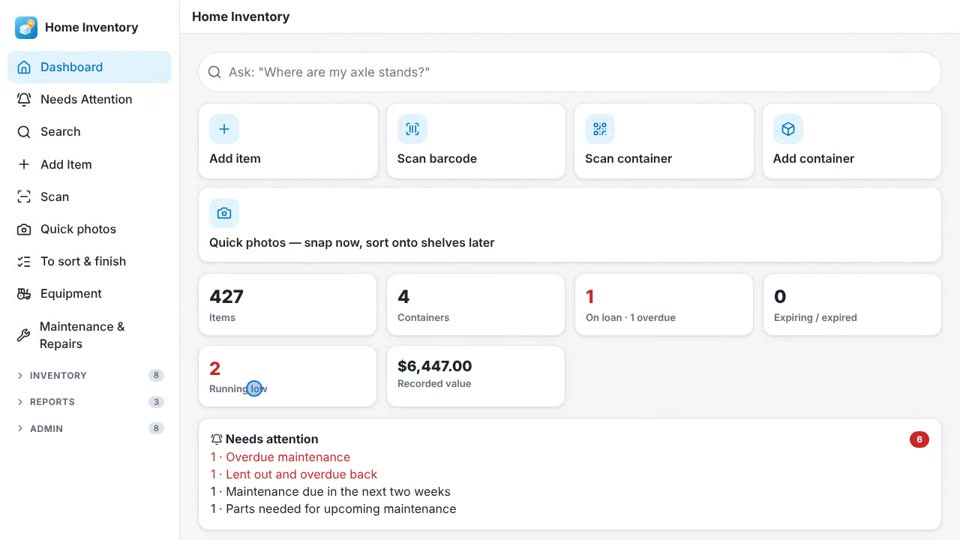 Home Inventory
Home Inventory
Dashboard
Needs Attention
Search
Add Item
Scan
Quick photos
To sort & finish
Equipment
Maintenance &
Repairs
INVENTORY 8
REPORTS 3
ADMIN 8
Ask: "Where are my axle stands?"
Add item
Scan barcode
Scan container
Add container
Quick photos — snap now, sort onto shelves later
427
Items
4
Containers
1
On loan · 1 overdue
0
Expiring / expired
2
Running low
$6,447.00
Recorded value
Needs attention 6
1 · Overdue maintenance
1 · Lent out and overdue back
1 · Maintenance due in the next two weeks
1 · Parts needed for upcoming maintenance